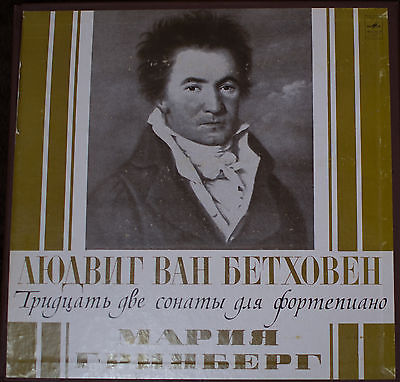 ЛЮДВИГ ВАН БЕТХОВЕН
Тридцать две сонаты для фортепиано
МАРИЯ
ГРИНБЕРГ